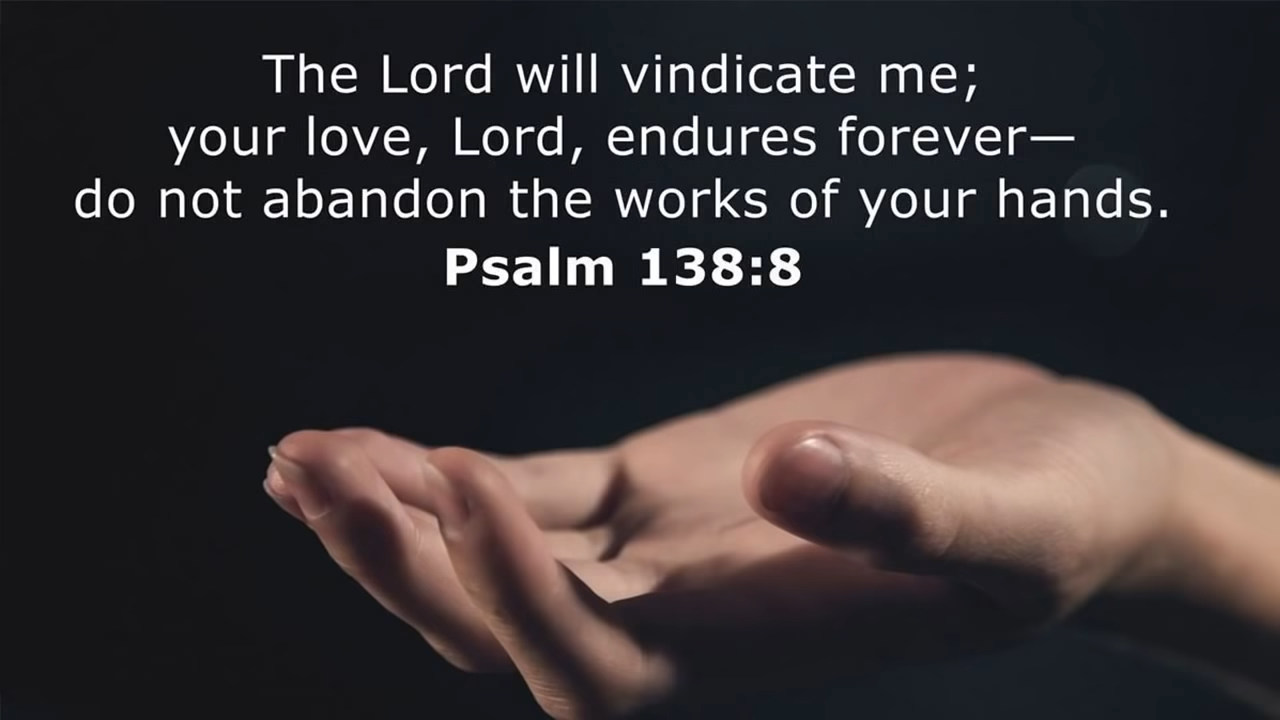 The Lord will vindicate me;
your love, Lord, endures forever—
do not abandon the works of your hands.
Psalm 138:8